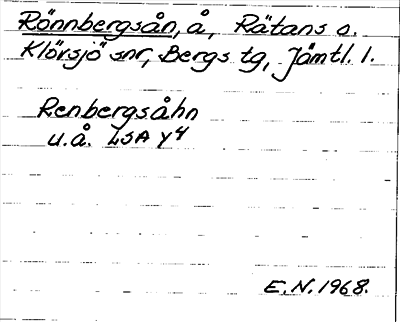 Rönnbergsån, å, Rätans o.
Klövsjö snr, Bergs tg, Jämtl. l.
Renbergsåhn
u.å. LSA Y4
E.N. 1968.